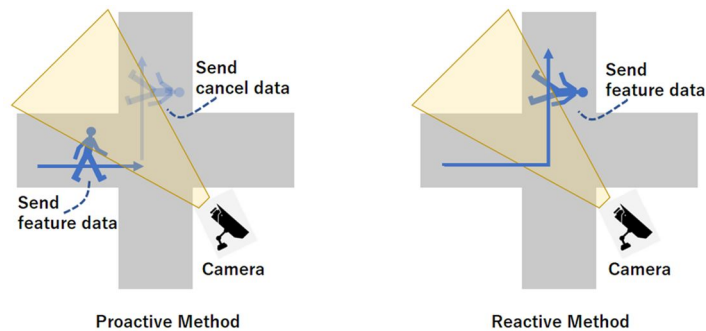 Send
cancel data
Send
feature data
Camera
Proactive Method
Send
feature data
Camera
Reactive Method